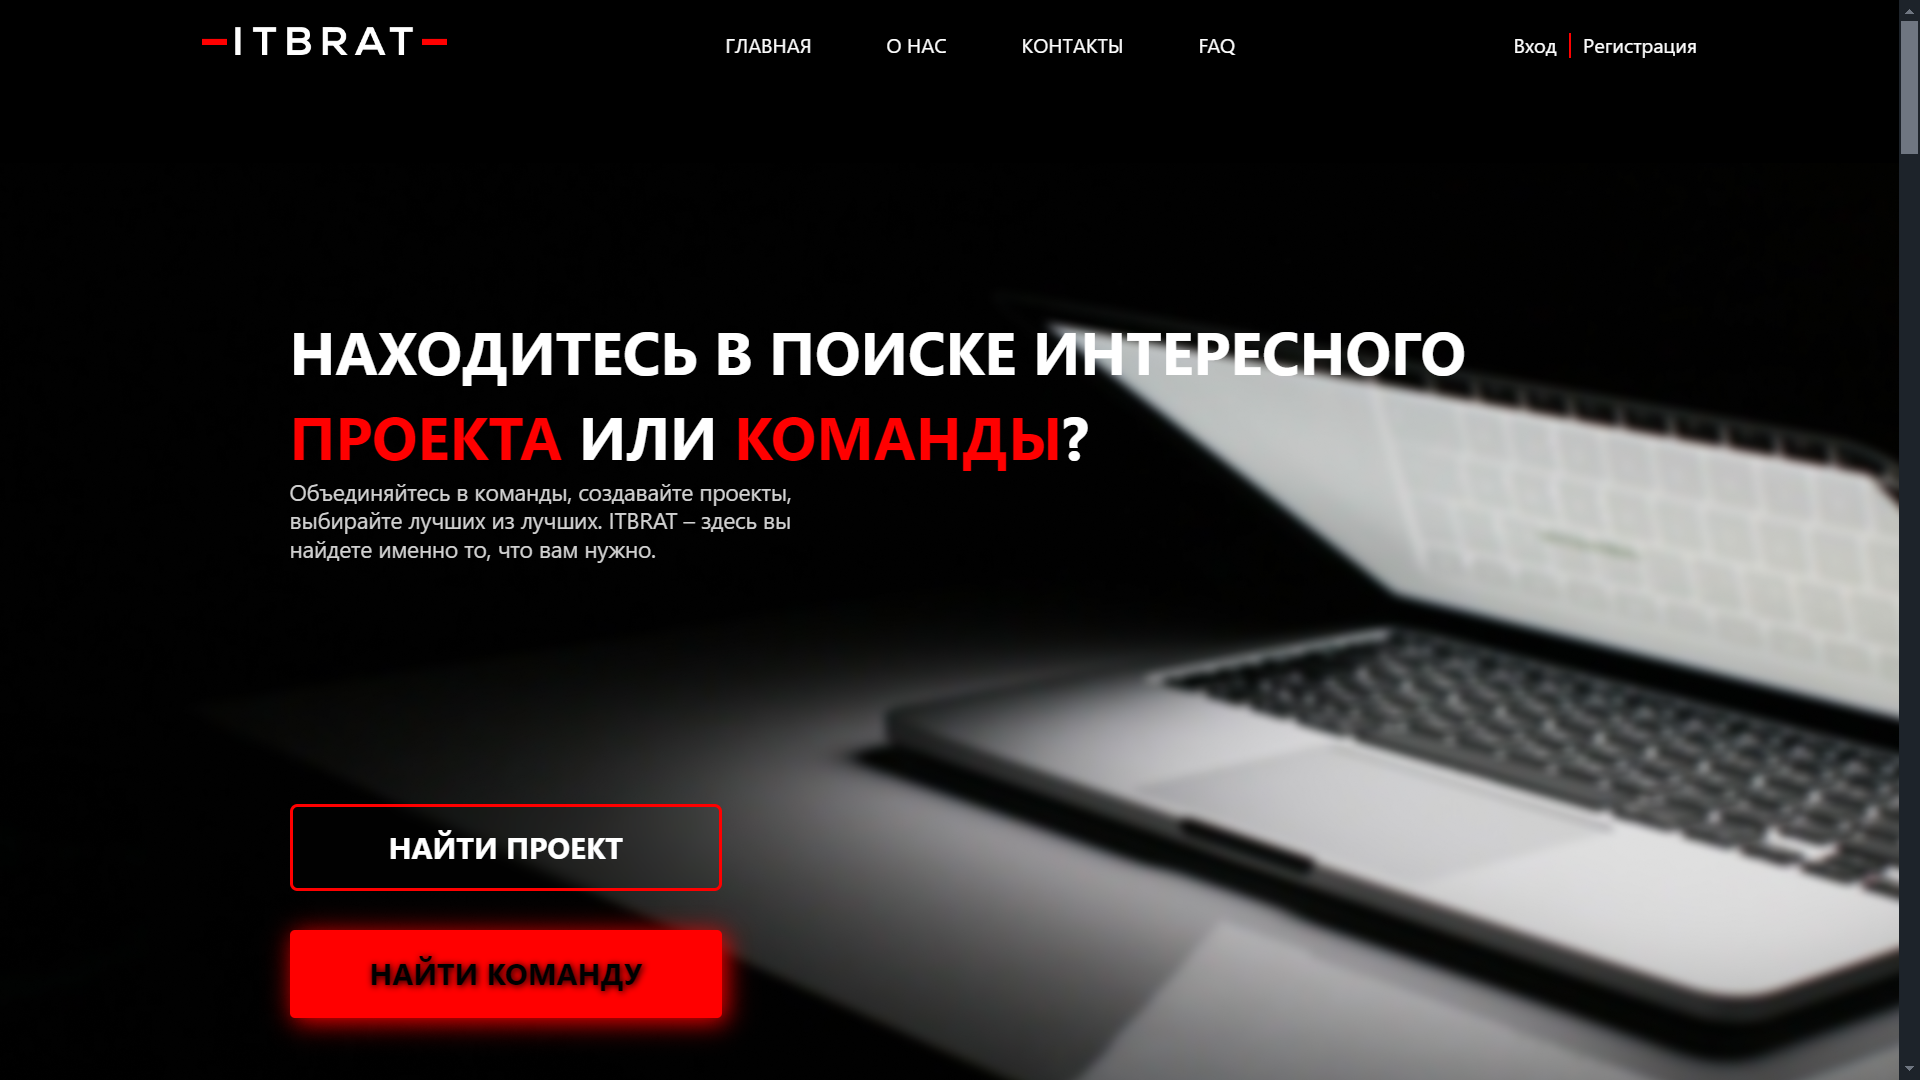 ITBRAT
ГЛАВНАЯ
О НАС
КОНТАКТЫ
FAQ
Вход
Регистрация
НАХОДИТЕСЬ В ПОИСКЕ ИНТЕРЕСНОГО
ПРОЕКТА ИЛИ КОМАНДЫ?
Объединяйтесь в команды, создавайте проекты,
выбирайте лучших из лучших. ITBRAT – здесь вы
найдете именно то, что вам нужно.
НАЙТИ ПРОЕКТ
НАЙТИ КОМАНДУ